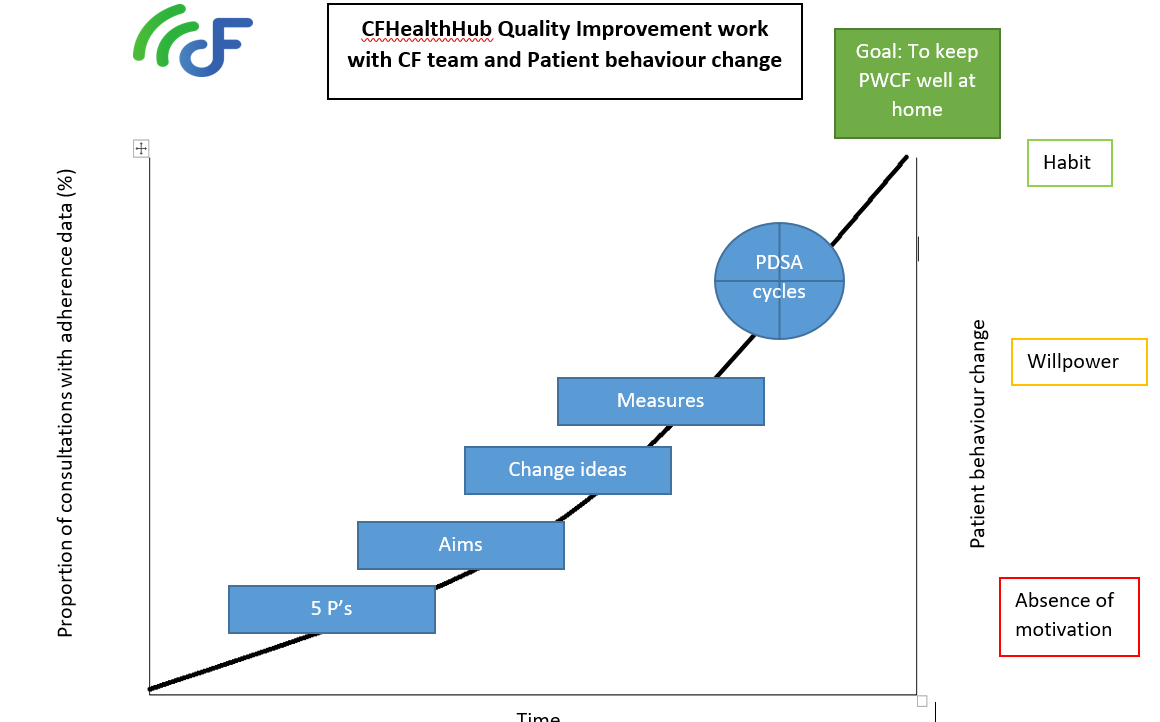 CF
CFHealthHub Quality Improvement work
with CF team and Patient behaviour change
Goal: To keep
PWCF well at
home
Habit
Proportion of consultations with adherence data (%)
PDSA
cycles
Patient behaviour change
Willpower
Measures
Change ideas
Aims
5 P’s
Absence of
motivation
Time